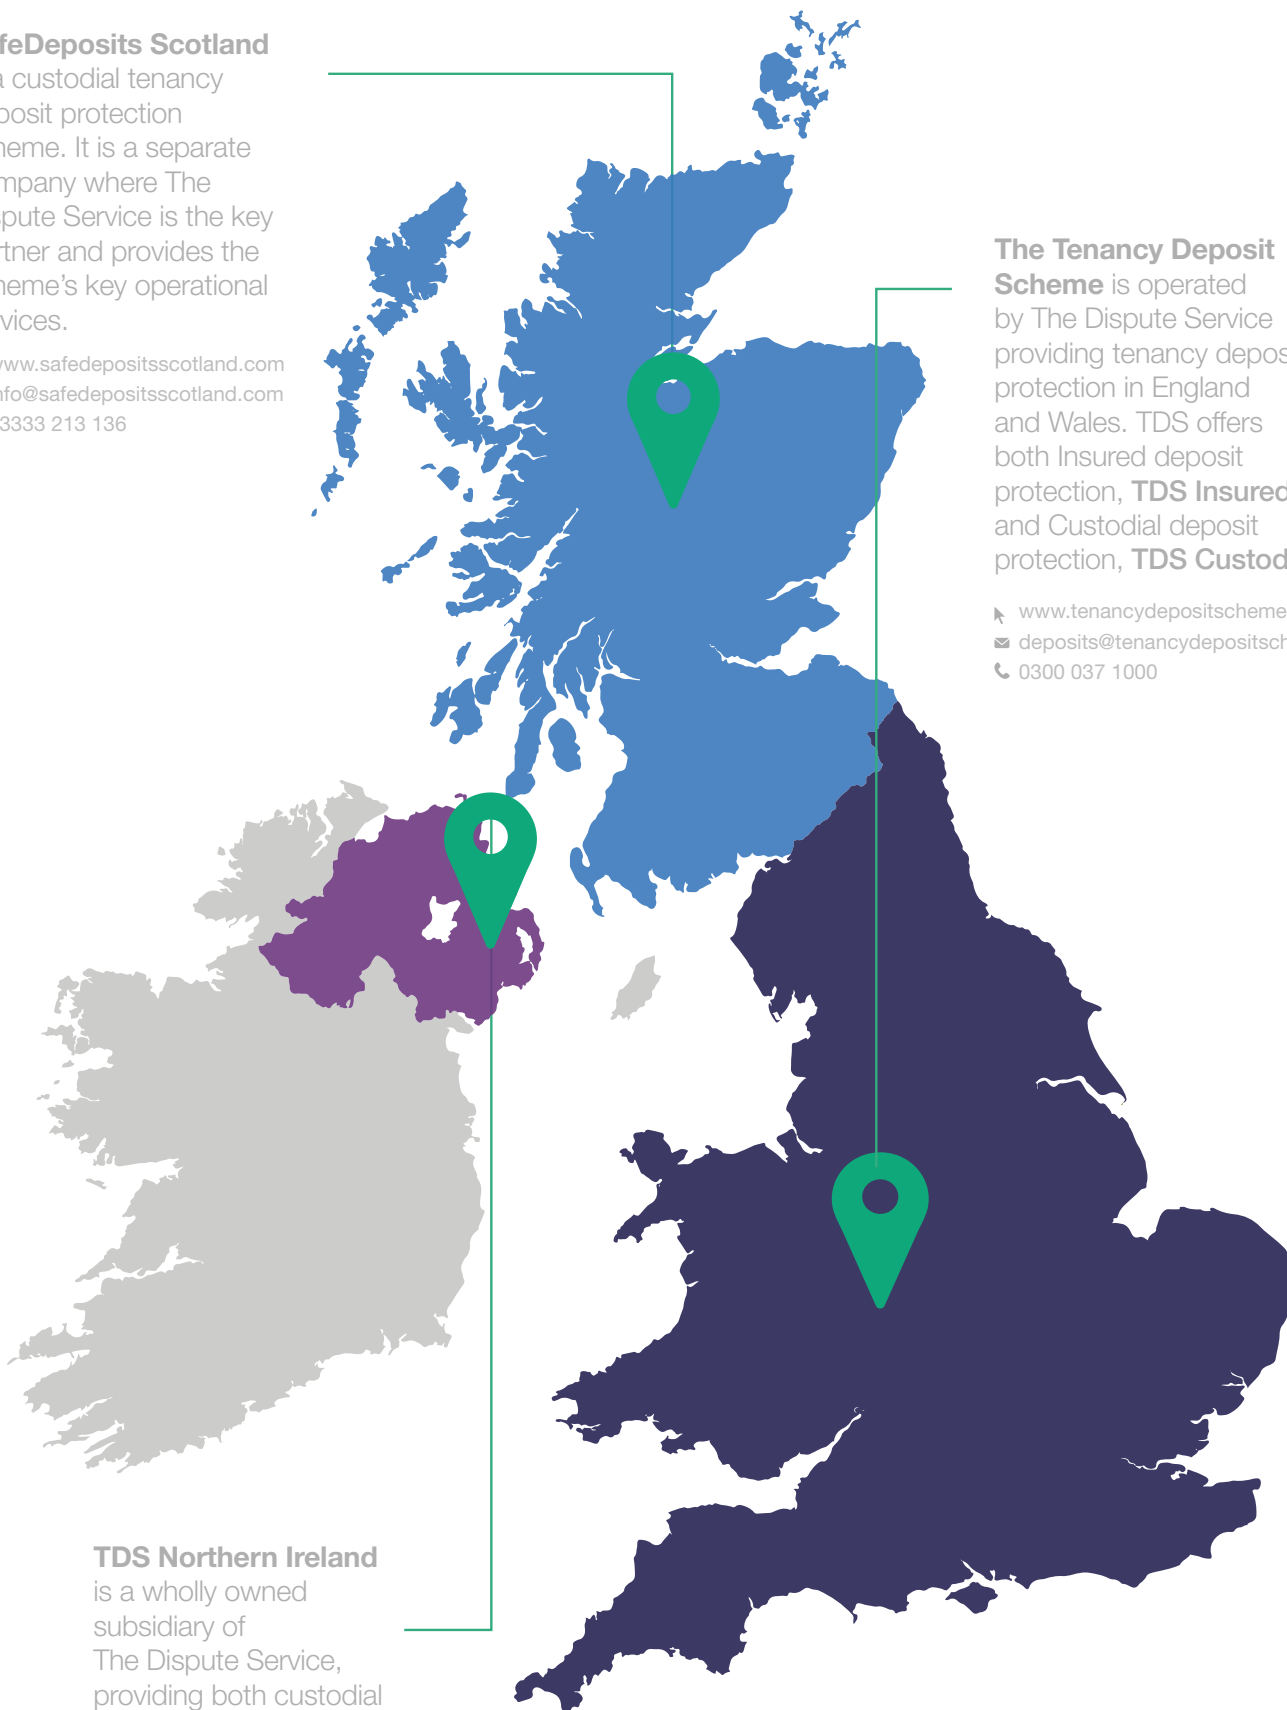 feDeposits Scotland
a custodial tenancy
posit protection
heme. It is a separate
mpany where The
spute Service is the key
rtner and provides the
heme’s key operational
vices.
ww.safedepositsscotland.com
nfo@safedepositsscotland.com
3333 213 136
The Tenancy Deposit
Scheme is operated
by The Dispute Service
providing tenancy depos
protection in England
and Wales. TDS offers
both Insured deposit
protection, TDS Insured
and Custodial deposit
protection, TDS Custod
www.tenancydepositscheme
deposits@tenancydepositsch
0300 037 1000
TDS Northern Ireland
is a wholly owned
subsidiary of
The Dispute Service,
providing both custodial